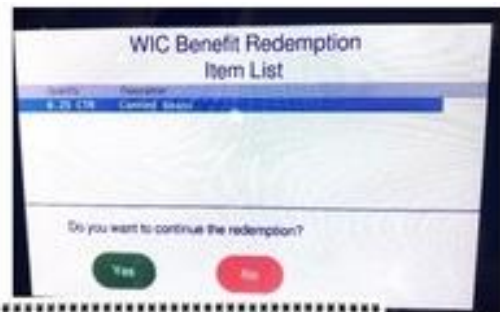 WIC Benefit Redemption
Item List
Quantity Description
0.25 CTR Canned Beans
Do you want to continue the redemption?
Yes No